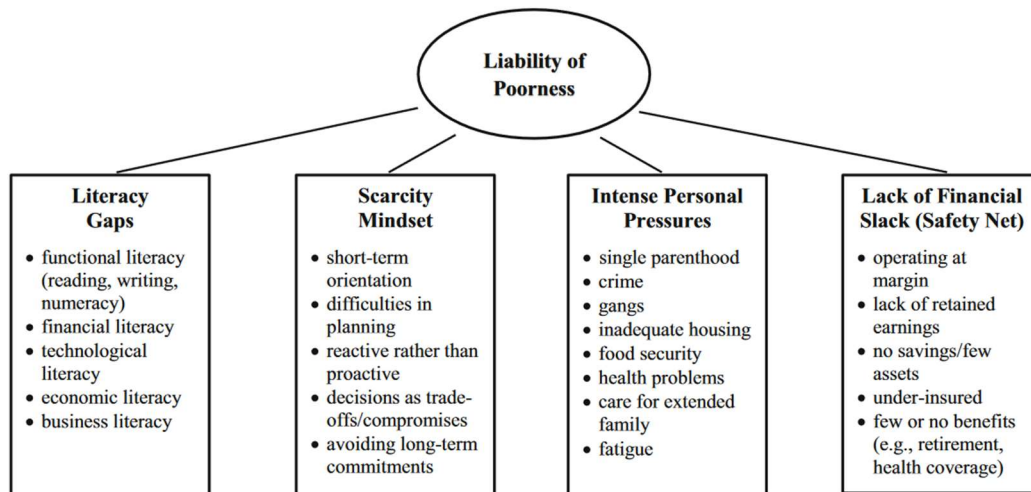 Liability of
Poorness
Literacy
Gaps
• functional literacy
(reading, writing,
numeracy)
• financial literacy
• technological
literacy
• economic literacy
• business literacy
Scarcity
Mindset
• short-term
orientation
• difficulties in
planning
• reactive rather than
proactive
• decisions as trade-
offs/compromises
• avoiding long-term
commitments
Intense Personal
Pressures
• single parenthood
• crime
• gangs
• inadequate housing
• food security
• health problems
• care for extended
family
• fatigue
Lack of Financial
Slack (Safety Net)
• operating at
margin
• lack of retained
earnings
• no savings/few
assets
• under-insured
• few or no benefits
(e.g., retirement,
health coverage)